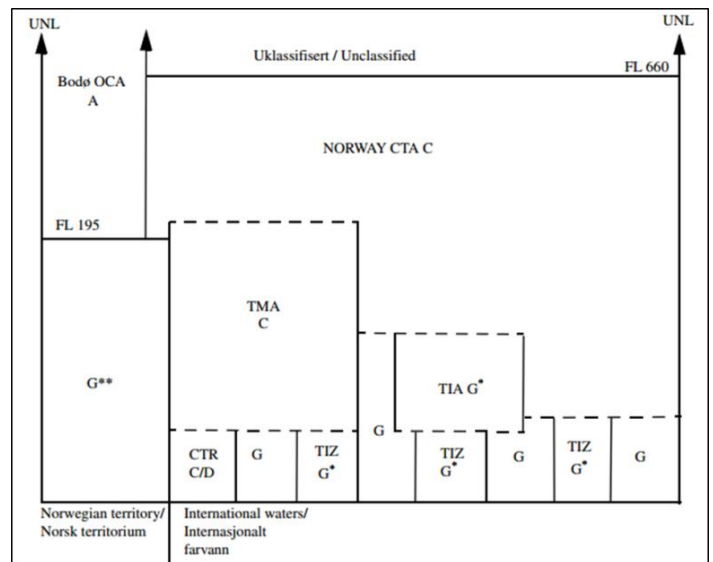 UNL
UNL
Uklassifisert / Unclassified
FL 660
Bodø OCA
A
NORWAY CTA C
FL 195
TMA
C
G**
TIA G*
G
CTR
C/D
G
TIZ
G*
TIZ
G*
G
TIZ
G*
G
Norwegian territory/
Norsk territorium
International waters/
Internasjonalt
farvann